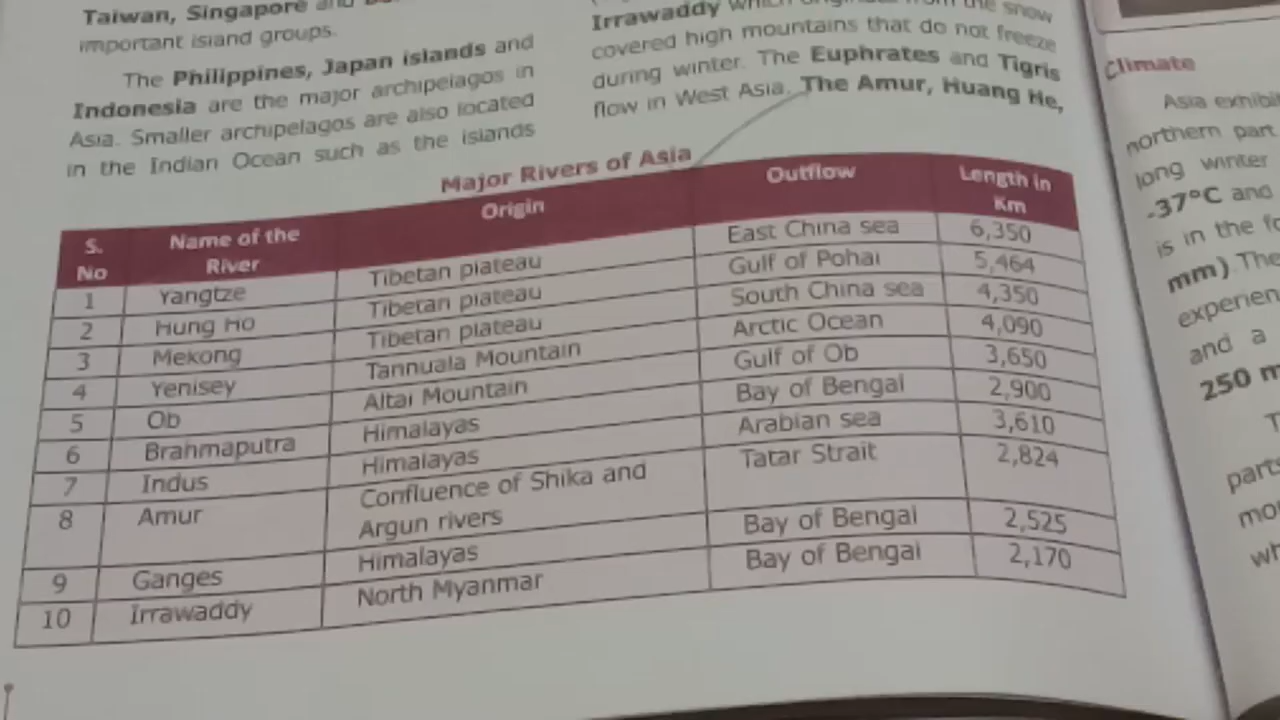 Taiwan, Singapore and
important island groups.
The Philippines, Japan islands and
Indonesia are the major archipelagos in
Asia. Smaller archipelagos are also located
in the Indian Ocean such as the islands
Irrawaddy which from the snow
covered high mountains that do not freeze
during winter. The Euphrates and Tigris
flow in West Asia. The Amur, Huang He,
Major Rivers of Asia
S. No Name of the River Origin Outflow Length in Km
1 Yangtze Tibetan plateau East China sea 6,350
2 Hung Ho Tibetan plateau Gulf of Pohai 5,464
3 Mekong Tibetan plateau South China sea 4,350
4 Yenisey Tannuala Mountain Arctic Ocean 4,090
5 Ob Altai Mountain Gulf of Ob 3,650
6 Brahmaputra Himalayas Bay of Bengal 2,900
7 Indus Himalayas Arabian sea 3,610
8 Amur Confluence of Shika and Argun rivers Tatar Strait 2,824
9 Ganges Himalayas Bay of Bengal 2,525
10 Irrawaddy North Myanmar Bay of Bengal 2,170
Climate
Asia
northern part
long winter
-37°C and
is in the
mm). The
and a
250
parts